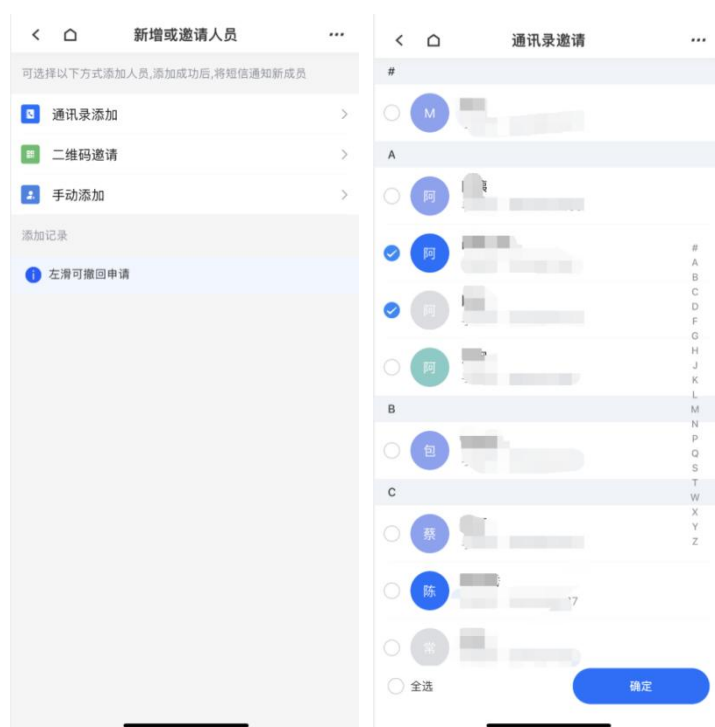 新增或邀请人员
可选择以下方式添加人员,添加成功后,将短信通知新成员
通讯录添加
二维码邀请
手动添加
添加记录
左滑可撤回申请
通讯录邀请
#
M
A
阿
阿
阿
阿
B
包
C
蔡
陈
常
#
A
B
C
D
F
G
H
J
K
L
M
N
P
Q
S
T
W
X
Y
Z
全选
确定